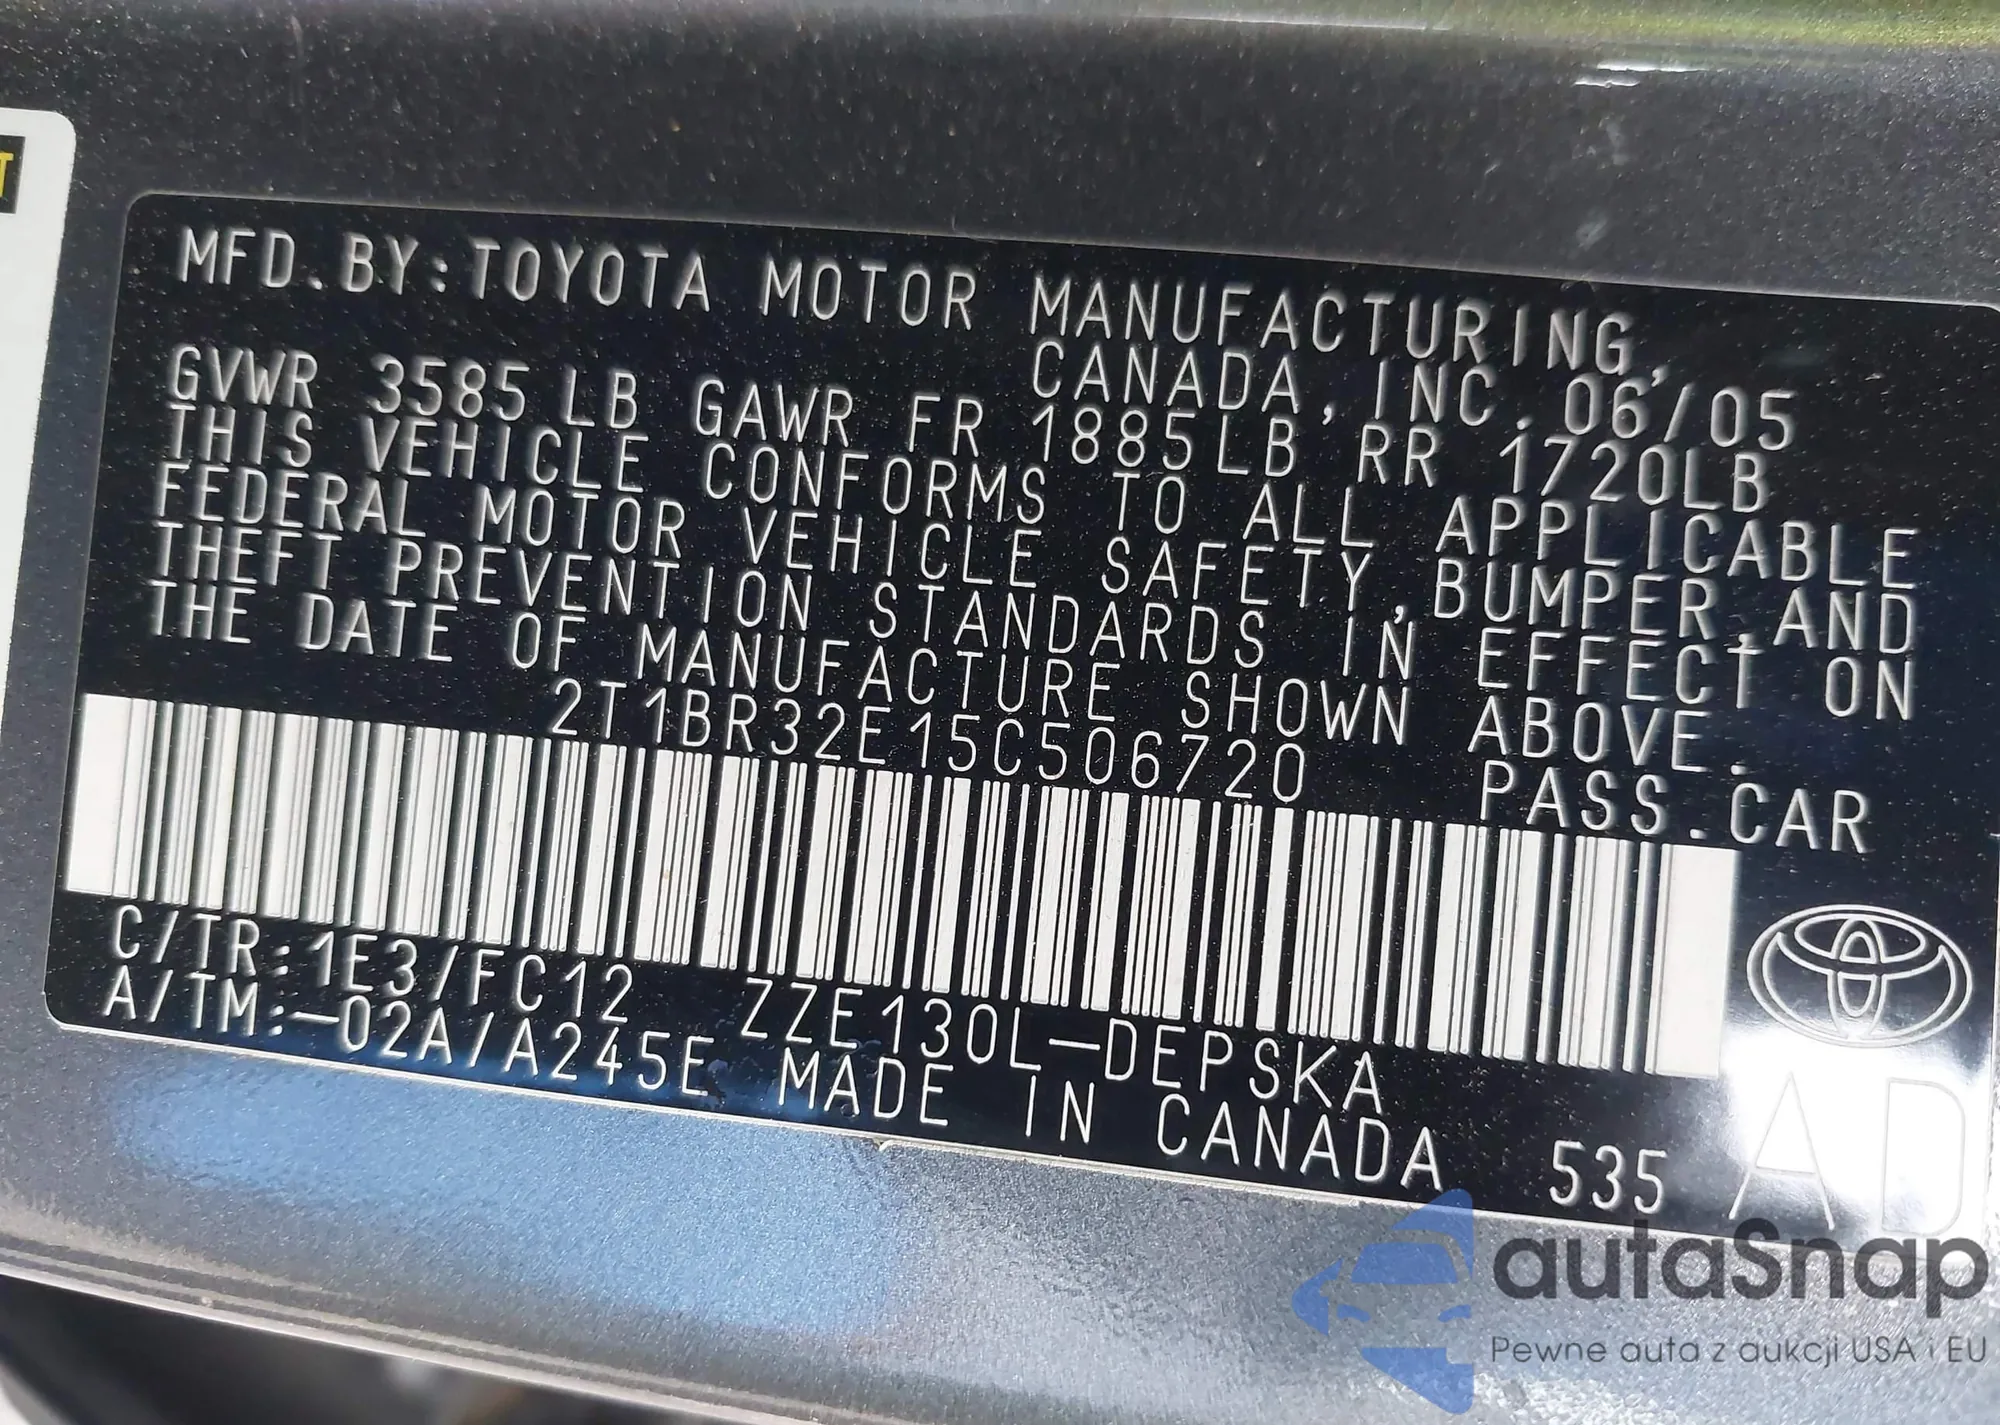 T
MFD.BY:TOYOTA MOTOR MANUFACTURING,
CANADA, INC. 06/05
GVWR 3585LB GAWR FR 1885LB RR 1720LB
THIS VEHICLE CONFORMS TO ALL APPLICABLE
FEDERAL MOTOR VEHICLE SAFETY,BUMPER,AND
THEFT PREVENTION STANDARDS IN EFFECT ON
THE DATE OF MANUFACTURE SHOWN ABOVE.
2T1BR32E15C506720 PASS.CAR
C/TR:1E3/FC12 ZZE130L-DEPSKA
A/TM:-02A/A245E MADE IN CANADA 535
AD
autaSnap
Pewne auta z aukcji USA i EU